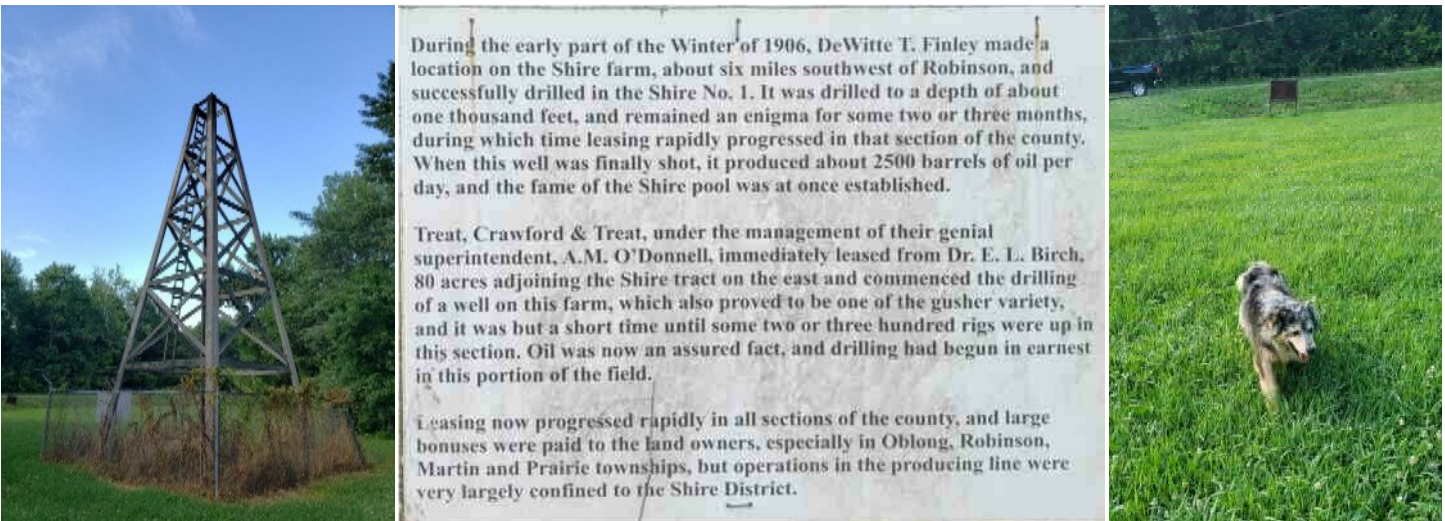 During the early part of the Winter of 1906, DeWitte T. Finley made a
location on the Shire farm, about six miles southwest of Robinson, and
successfully drilled in the Shire No. 1. It was drilled to a depth of about
one thousand feet, and remained an enigma for some two or three months,
during which time leasing rapidly progressed in that section of the county.
When this well was finally shot, it produced about 2500 barrels of oil per
day, and the fame of the Shire pool was at once established.
Treat, Crawford & Treat, under the management of their genial
superintendent, A.M. O'Donnell, immediately leased from Dr. E. L. Birch,
80 acres adjoining the Shire tract on the east and commenced the drilling
of a well on this farm, which also proved to be one of the gusher variety,
and it was but a short time until some two or three hundred rigs were up in
this section. Oil was now an assured fact, and drilling had begun in earnest
in this portion of the field.
Leasing now progressed rapidly in all sections of the county, and large
bonuses were paid to the land owners, especially in Oblong, Robinson,
Martin and Prairie townships, but operations in the producing line were
very largely confined to the Shire District.